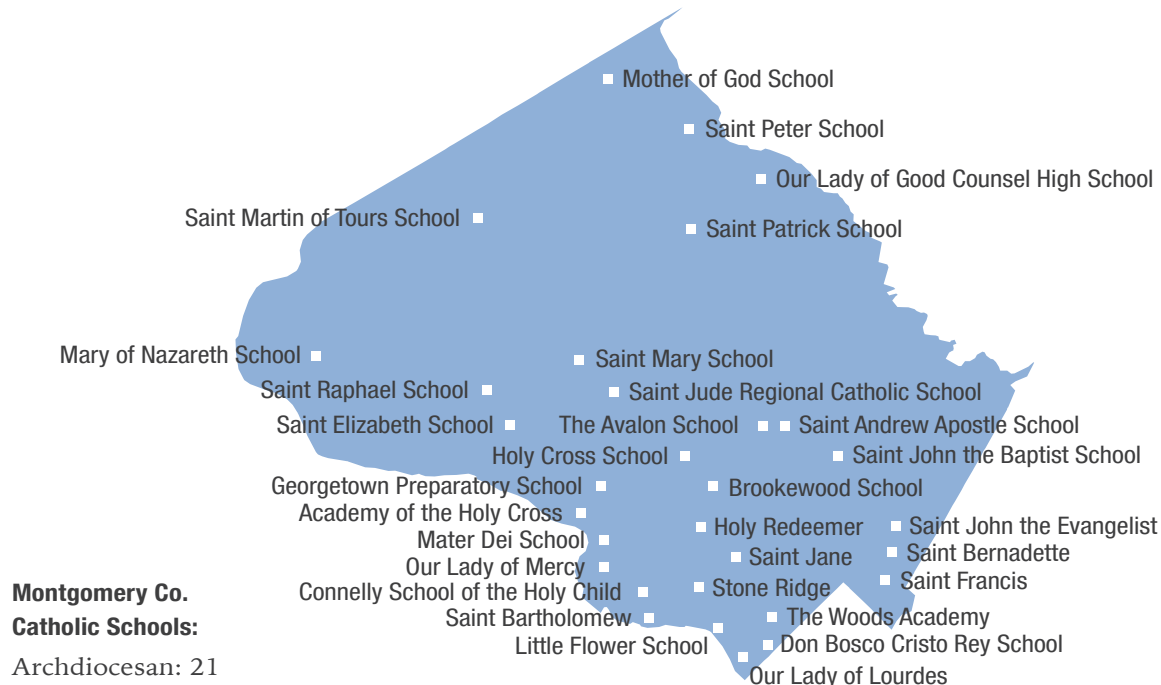 Mother of God School
Saint Peter School
Our Lady of Good Counsel High School
Saint Martin of Tours School
Saint Patrick School
Mary of Nazareth School
Saint Mary School
Saint Raphael School
Saint Jude Regional Catholic School
Saint Elizabeth School
The Avalon School
Saint Andrew Apostle School
Holy Cross School
Saint John the Baptist School
Georgetown Preparatory School
Brookewood School
Academy of the Holy Cross
Holy Redeemer
Saint John the Evangelist
Mater Dei School
Saint Bernadette
Our Lady of Mercy
Saint Jane
Saint Francis
Connelly School of the Holy Child
Stone Ridge
Saint Bartholomew
The Woods Academy
Little Flower School
Don Bosco Cristo Rey School
Our Lady of Lourdes
Montgomery Co.
Catholic Schools:
Archdiocesan: 21